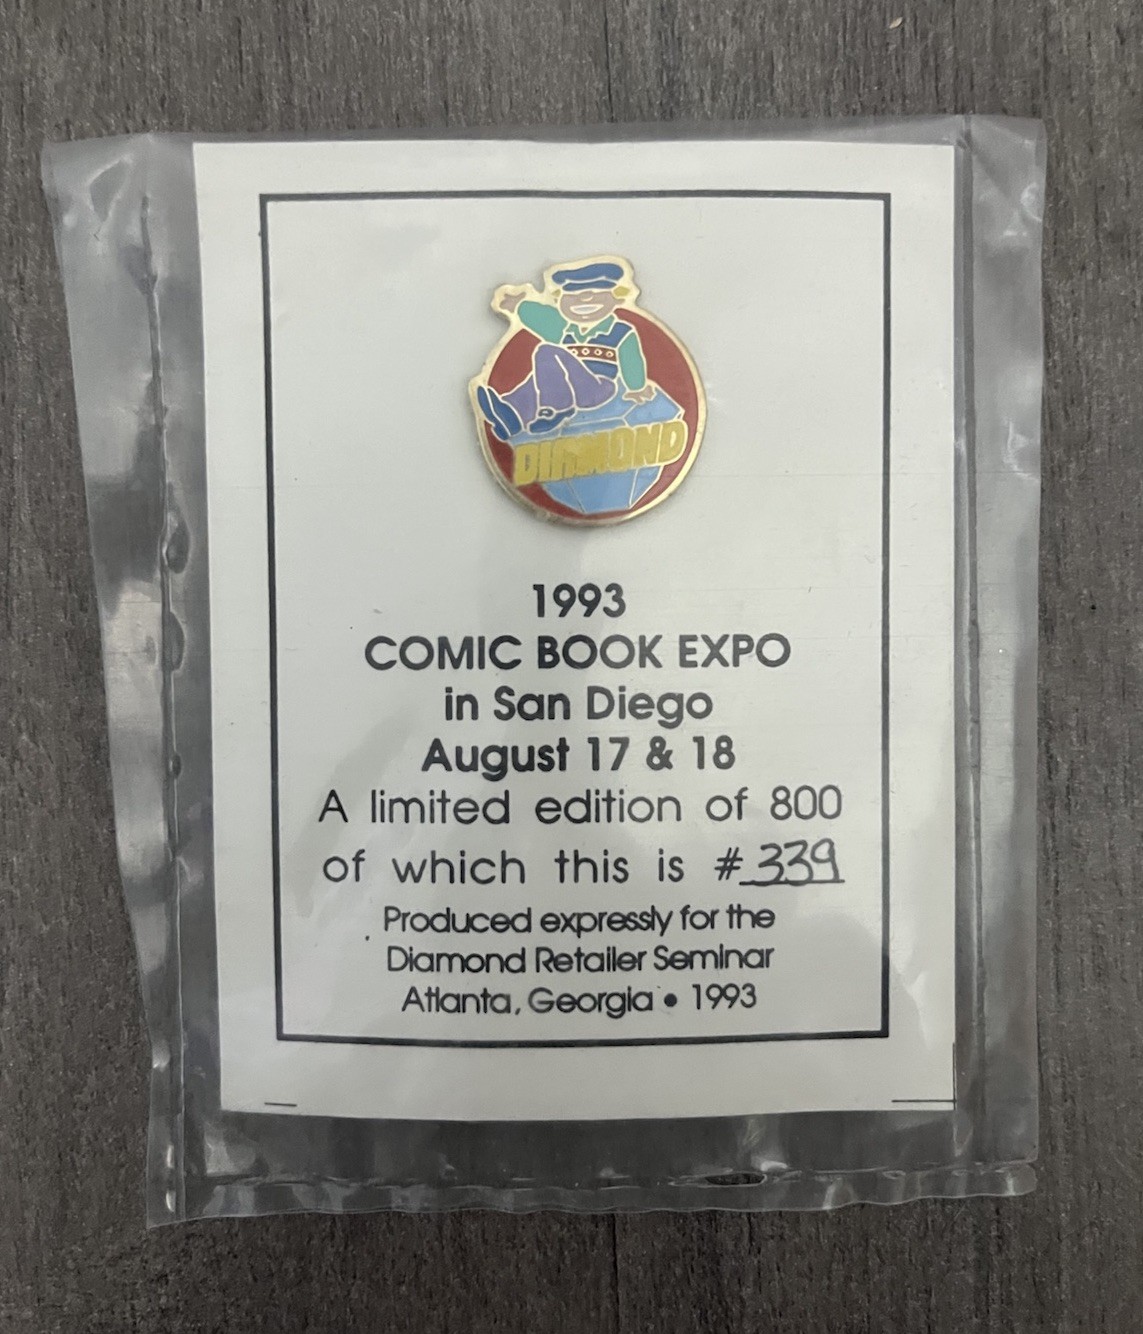 DIAMOND
1993
COMIC BOOK EXPO
in San Diego
August 17 & 18
A limited edition of 800
of which this is #339
Produced expressly for the
Diamond Retailer Seminar
Atlanta, Georgia • 1993